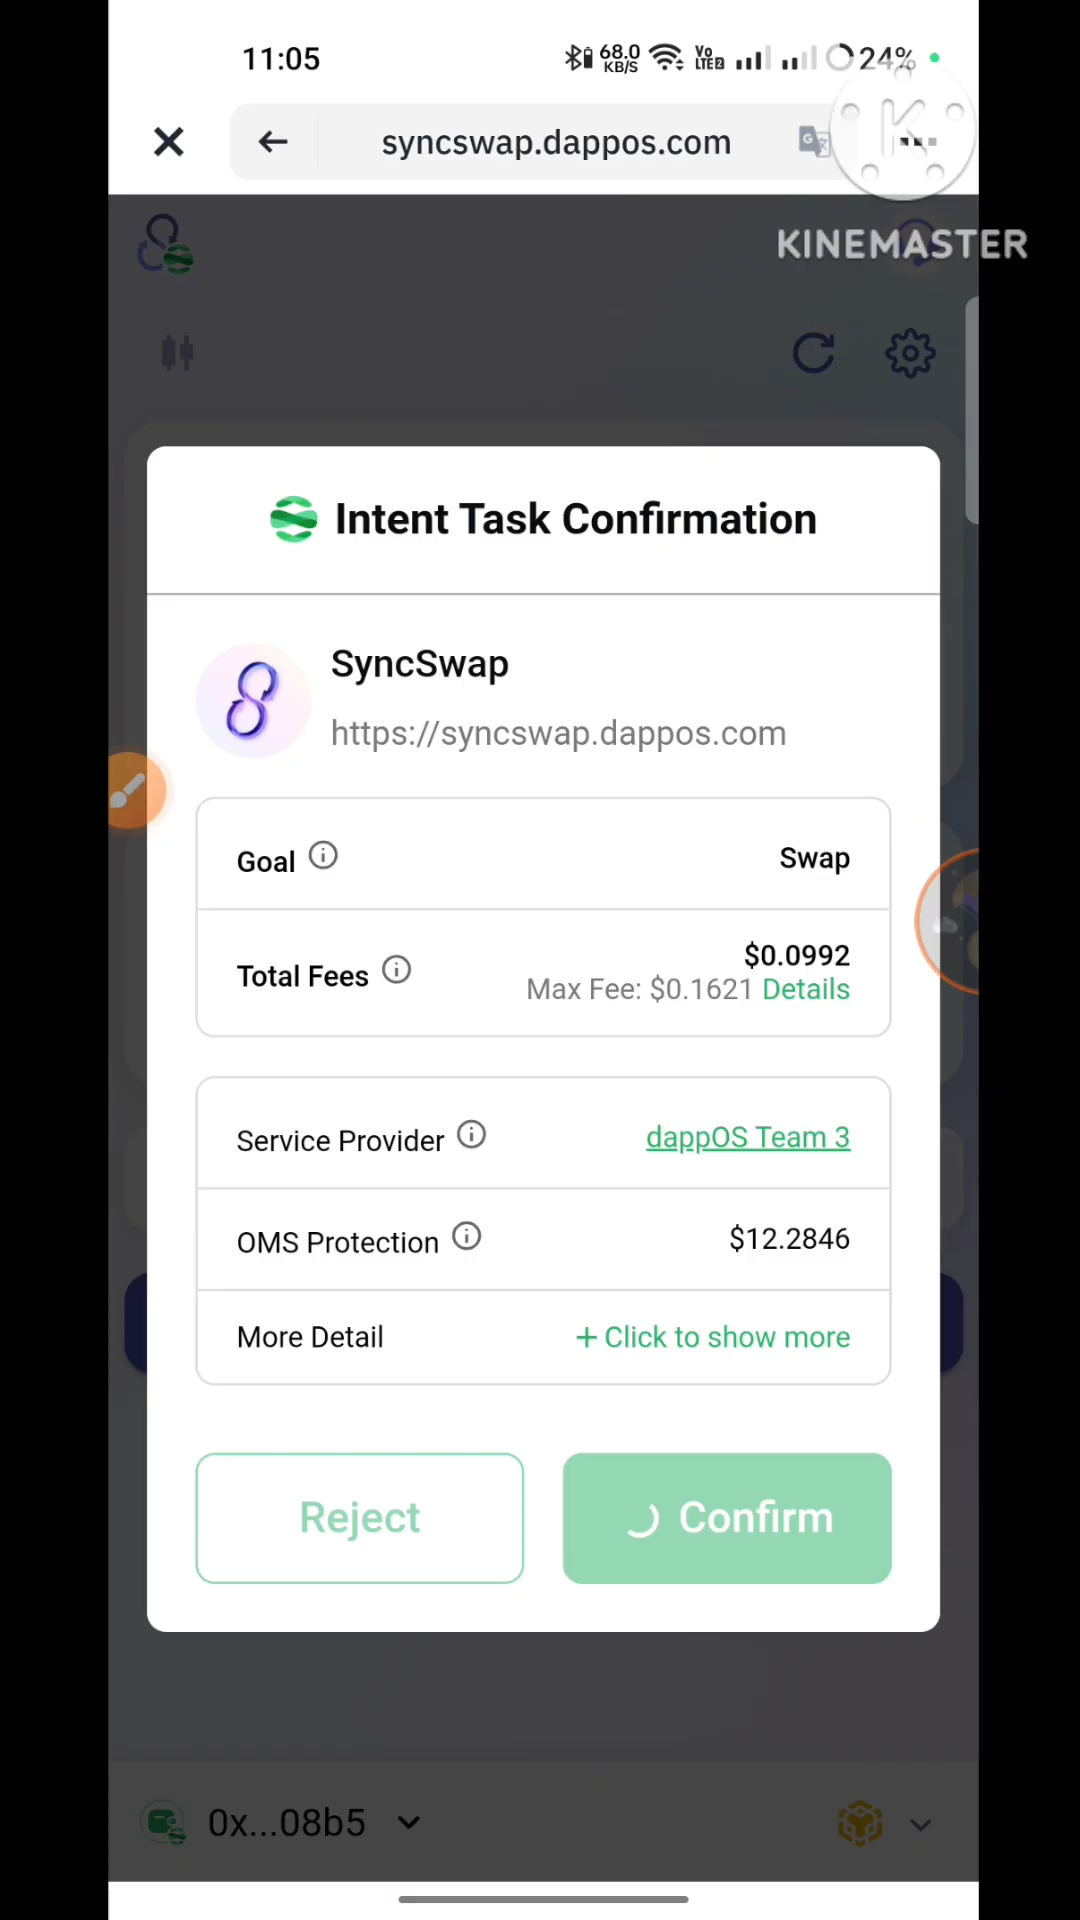 11:05
68.0 KB/S
Vo LTE2
24%
syncswap.dappos.com
KINEMASTER
Intent Task Confirmation
SyncSwap
https://syncswap.dappos.com
Goal
Swap
Total Fees
$0.0992
Max Fee: $0.1621 Details
Service Provider
dappOS Team 3
OMS Protection
$12.2846
More Detail
+ Click to show more
Reject
Confirm
0x...08b5